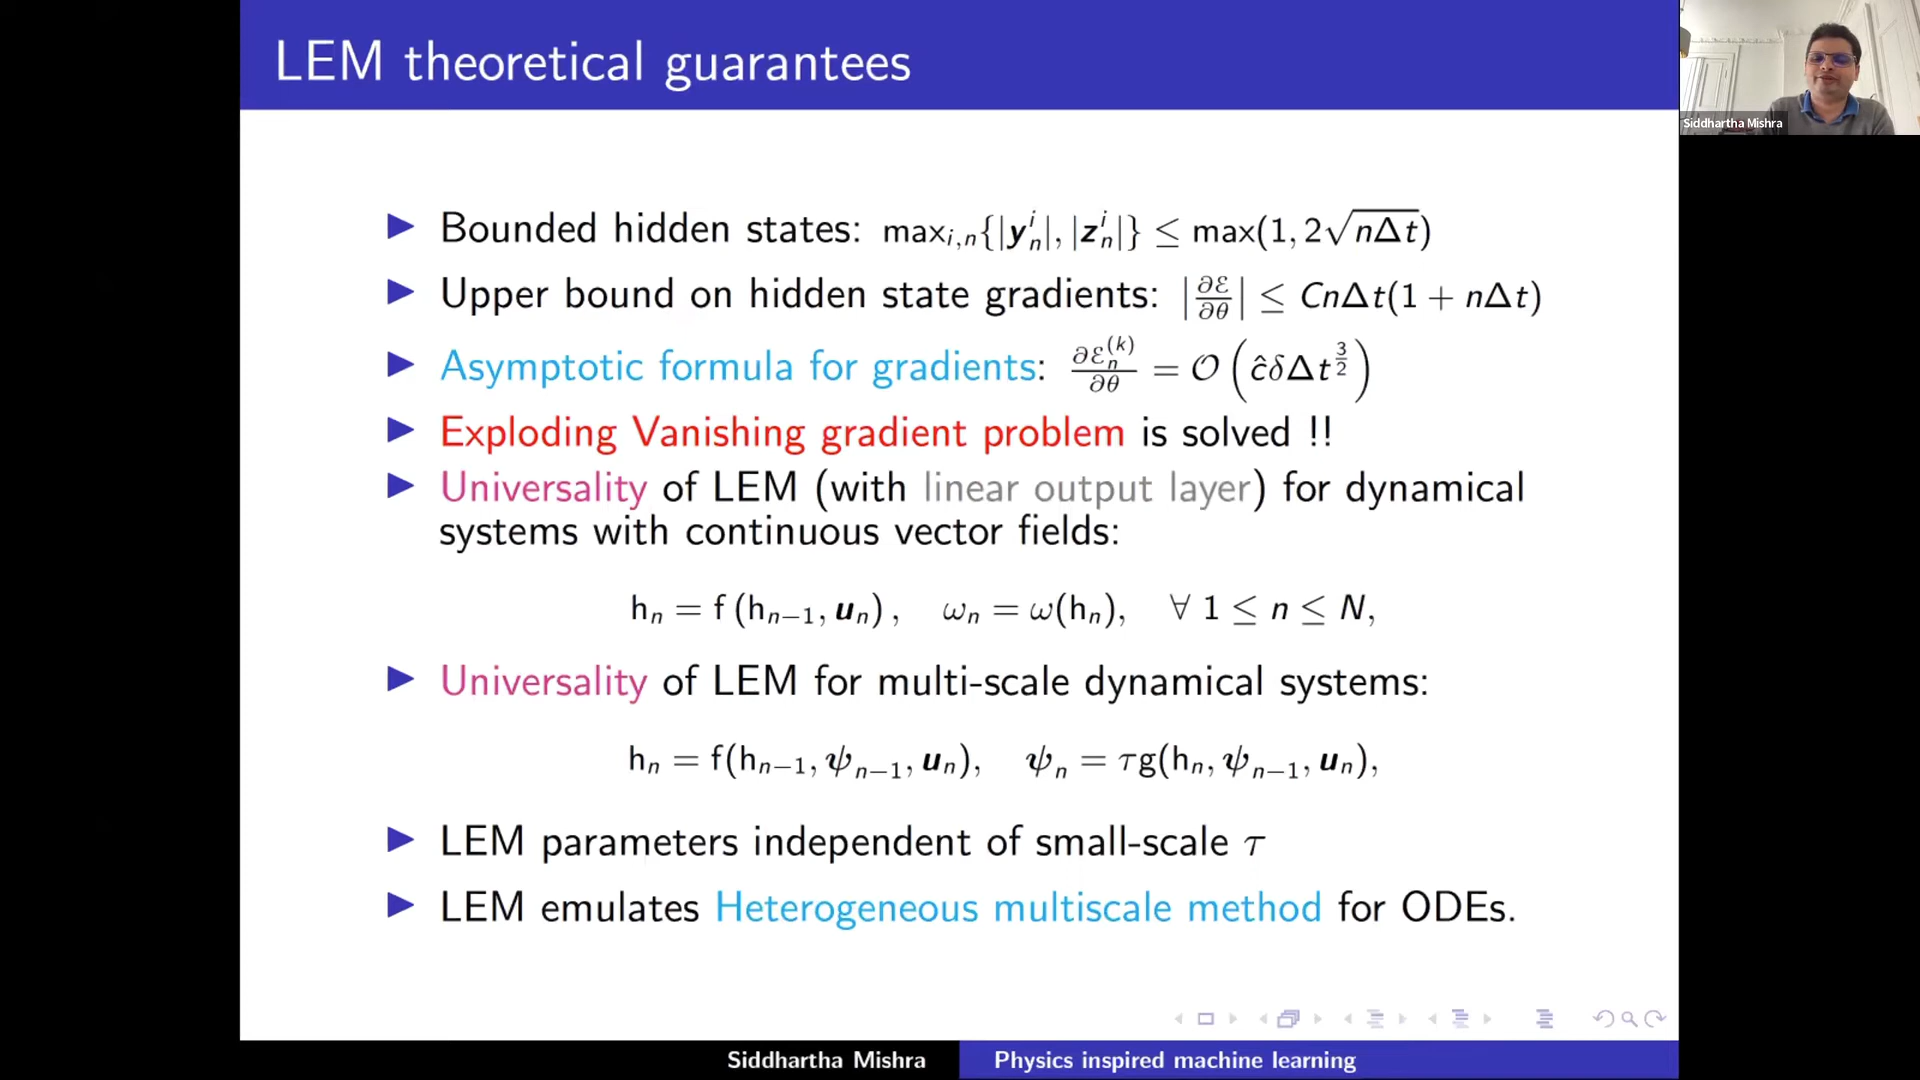 LEM theoretical guarantees
Siddhartha Mishra
Bounded hidden states: max_{i,n}{|y_n^i|, |z_n^i|} ≤ max(1, 2√(nΔt))
Upper bound on hidden state gradients: |∂ℰ/∂θ| ≤ CnΔt(1 + nΔt)
Asymptotic formula for gradients: ∂ℰ_n^{(k)}/∂θ = 𝒪(ĉδΔt^{3/2})
Exploding Vanishing gradient problem is solved !!
Universality of LEM (with linear output layer) for dynamical
systems with continuous vector fields:
h_n = f(h_{n−1}, u_n), ω_n = ω(h_n), ∀ 1 ≤ n ≤ N,
Universality of LEM for multi-scale dynamical systems:
h_n = f(h_{n−1}, ψ_{n−1}, u_n), ψ_n = τg(h_n, ψ_{n−1}, u_n),
LEM parameters independent of small-scale τ
LEM emulates Heterogeneous multiscale method for ODEs.
Siddhartha Mishra
Physics inspired machine learning